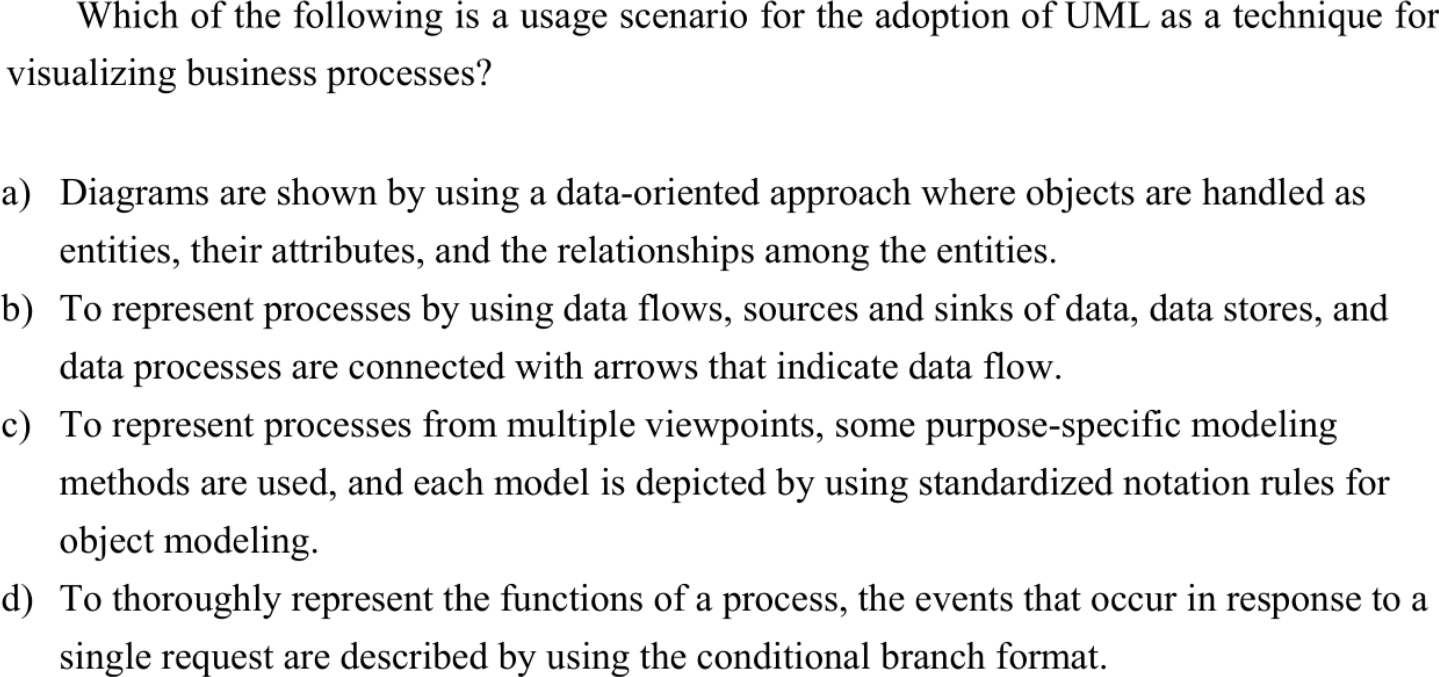 Which of the following is a usage scenario for the adoption of UML as a technique for
visualizing business processes?
a) Diagrams are shown by using a data-oriented approach where objects are handled as
entities, their attributes, and the relationships among the entities.
b) To represent processes by using data flows, sources and sinks of data, data stores, and
data processes are connected with arrows that indicate data flow.
c) To represent processes from multiple viewpoints, some purpose-specific modeling
methods are used, and each model is depicted by using standardized notation rules for
object modeling.
d) To thoroughly represent the functions of a process, the events that occur in response to a
single request are described by using the conditional branch format.